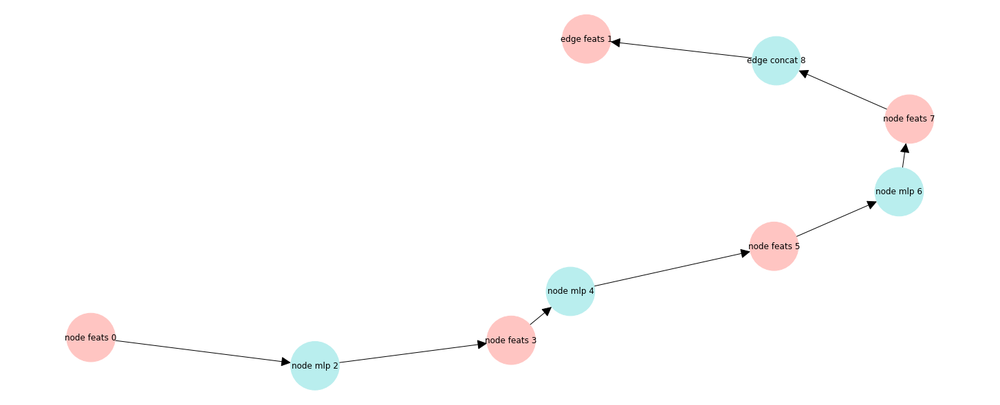 edge feats 1
edge concat 8
node feats 7
node mlp 6
node feats 5
node mlp 4
node feats 0
node feats 3
node mlp 2